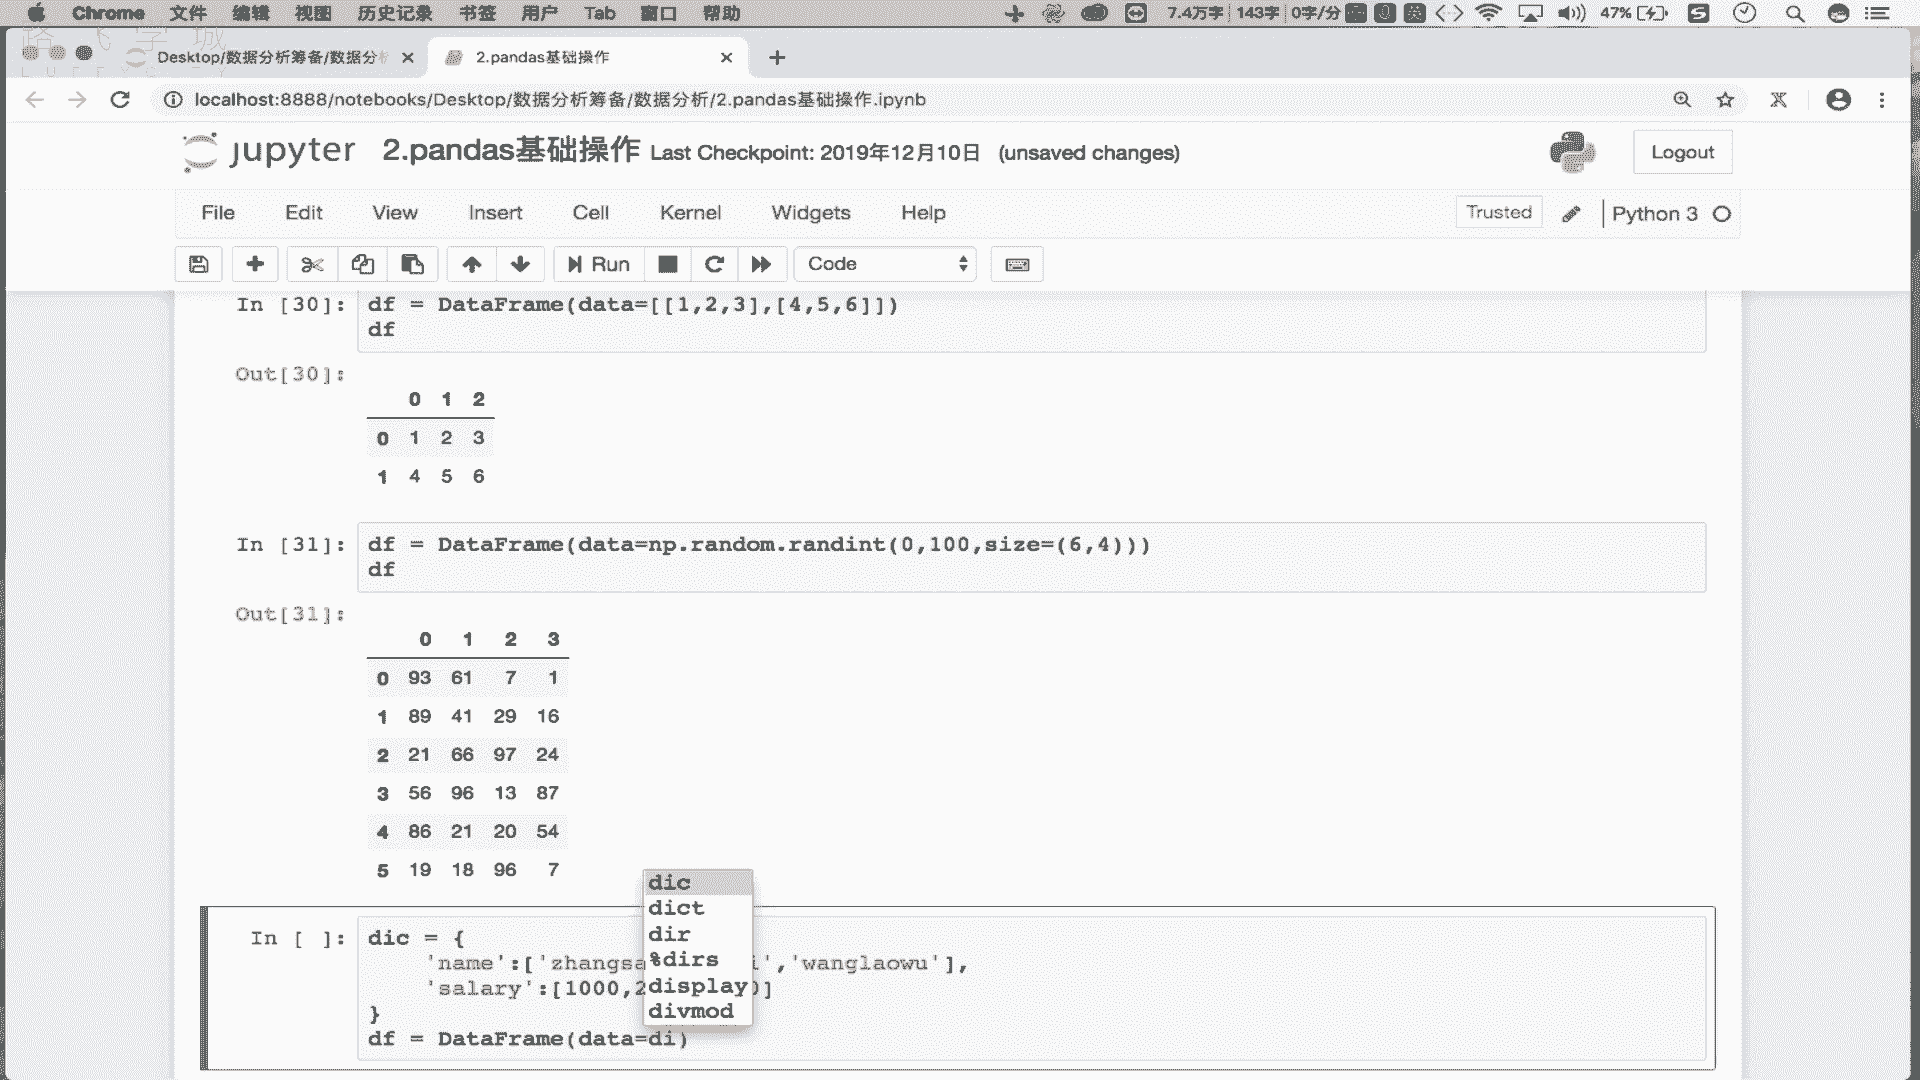 Chrome 文件 编辑 视图 历史记录 书签 用户 Tab 窗口 帮助 7.4万字 143字 0字/分 英 47%
Desktop/数据分析筹备/数据分 2.pandas基础操作
localhost:8888/notebooks/Desktop/数据分析筹备/数据分析/2.pandas基础操作.ipynb
jupyter 2.pandas基础操作 Last Checkpoint: 2019年12月10日 (unsaved changes) Logout
File Edit View Insert Cell Kernel Widgets Help Trusted Python 3
Run Code
In [30]: df = DataFrame(data=[[1,2,3],[4,5,6]])
df
Out[30]:
0 1 2
0 1 2 3
1 4 5 6
In [31]: df = DataFrame(data=np.random.randint(0,100,size=(6,4)))
df
Out[31]:
0 1 2 3
0 93 61 7 1
1 89 41 29 16
2 21 66 97 24
3 56 96 13 87
4 86 21 20 54
5 19 18 96 7
dic
dict
dir
%dirs
display
divmod
In [ ]: dic = {
'name':['zhangsa i','wanglaowu'],
'salary':[1000,2 0]
}
df = DataFrame(data=di)